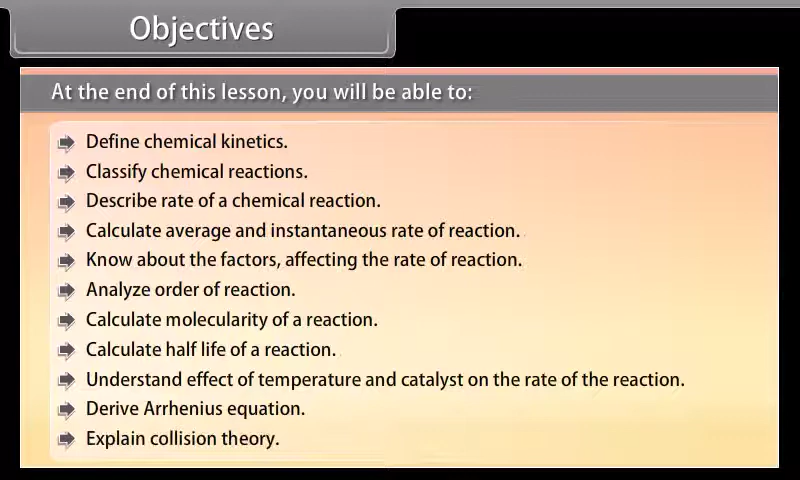 Objectives
At the end of this lesson, you will be able to:
Define chemical kinetics.
Classify chemical reactions.
Describe rate of a chemical reaction.
Calculate average and instantaneous rate of reaction.
Know about the factors, affecting the rate of reaction.
Analyze order of reaction.
Calculate molecularity of a reaction.
Calculate half life of a reaction.
Understand effect of temperature and catalyst on the rate of the reaction.
Derive Arrhenius equation.
Explain collision theory.